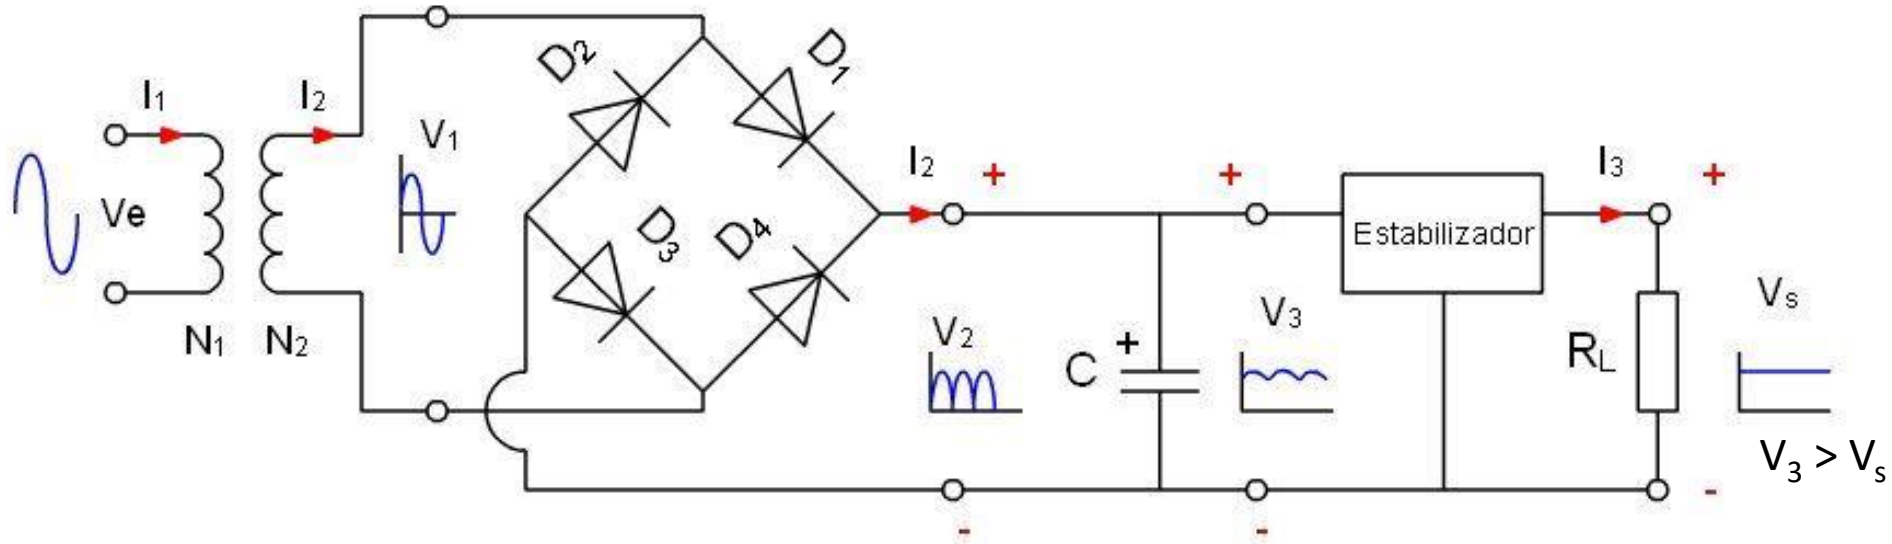 I1
I2
Ve
N1
N2
V1
D2
D1
D3
D4
I2
+
+
I3
+
V2
C
+
V3
Estabilizador
RL
Vs
V3 > Vs
-
-
-